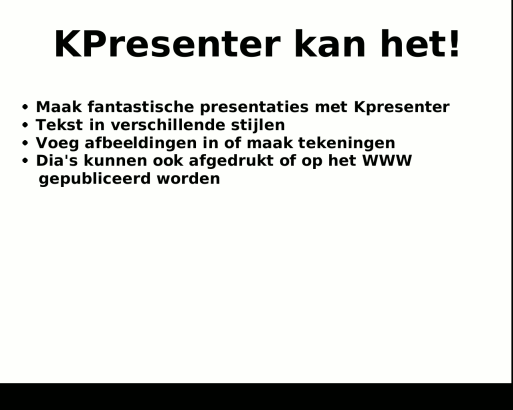 KPresenter kan het!
• Maak fantastische presentaties met Kpresenter
• Tekst in verschillende stijlen
• Voeg afbeeldingen in of maak tekeningen
• Dia's kunnen ook afgedrukt of op het WWW
gepubliceerd worden